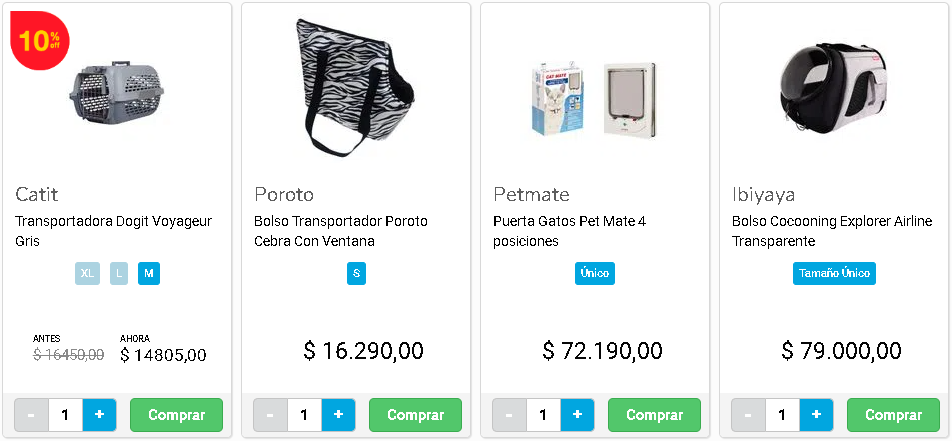 10% off
Catit
Transportadora Dogit Voyageur
Gris
XL L M
ANTES AHORA
$ 16450,00 $ 14805,00
- 1 + Comprar
Poroto
Bolso Transportador Poroto
Cebra Con Ventana
S
$ 16.290,00
- 1 + Comprar
CAT MATE
Petmate
Puerta Gatos Pet Mate 4
posiciones
Único
$ 72.190,00
- 1 + Comprar
Ibiyaya
Bolso Cocooning Explorer Airline
Transparente
Tamaño Único
$ 79.000,00
- 1 + Comprar